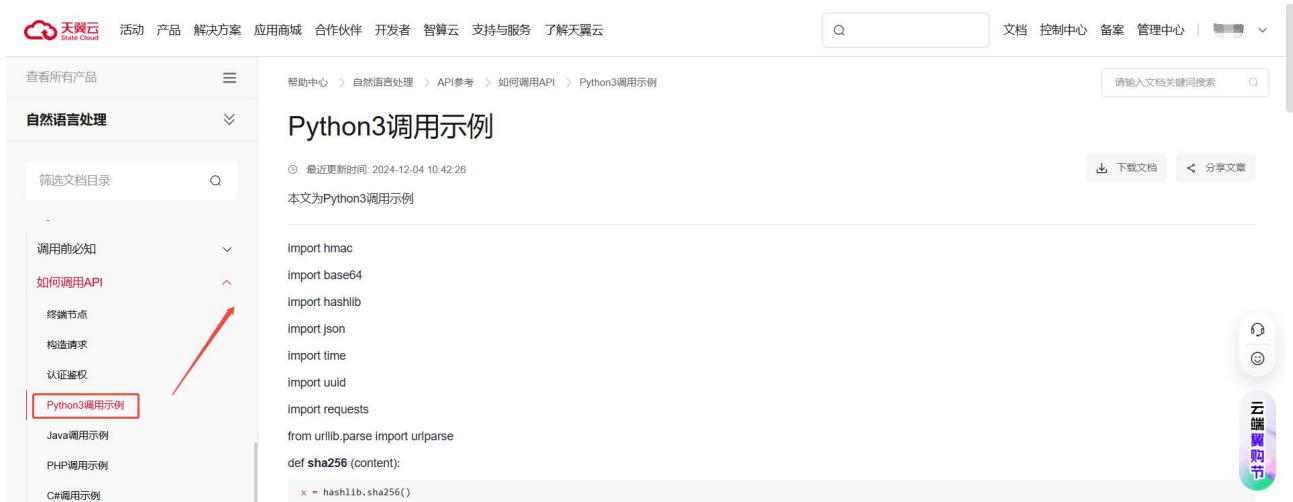 天翼云 活动 产品 解决方案 应用商城 合作伙伴 开发者 智算云 支持与服务 了解天翼云 文档 控制中心 备案 管理中心
State Cloud
查看所有产品
帮助中心 > 自然语言处理 > API参考 > 如何调用API > Python3调用示例
请输入文档关键词搜索
自然语言处理
Python3调用示例
筛选文档目录
最近更新时间: 2024-12-04 10:42:26
下载文档 分享文章
本文为Python3调用示例
调用前必知
如何调用API
终端节点
构造请求
认证鉴权
Python3调用示例
Java调用示例
PHP调用示例
C#调用示例
import hmac
import base64
import hashlib
import json
import time
import uuid
import requests
from urllib.parse import urlparse
def sha256 (content):
x = hashlib.sha256()
云端翼购节